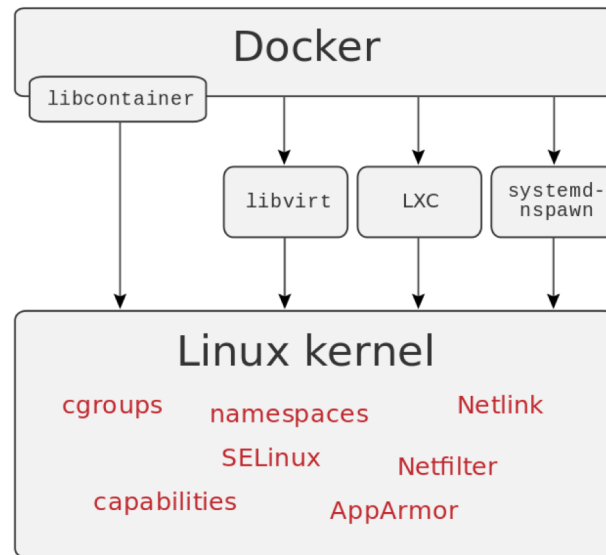 Docker
libcontainer
libvirt
LXC
systemd-
nspawn
Linux kernel
cgroups
namespaces
Netlink
SELinux
Netfilter
capabilities
AppArmor